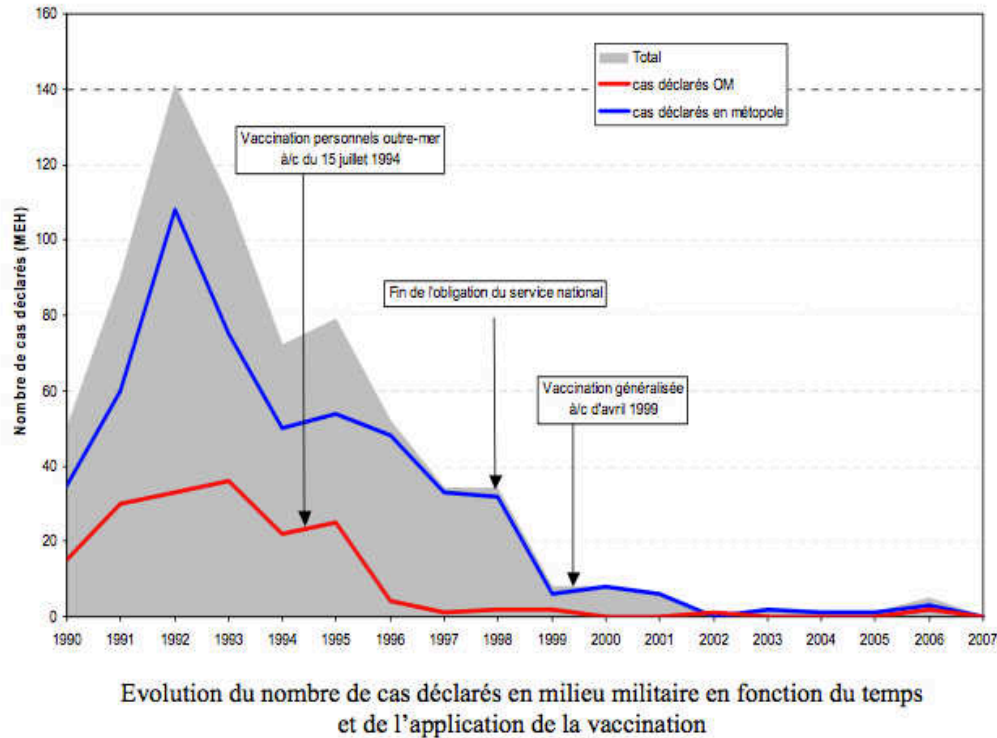 160
140
120
100
80
60
40
20
0
Nombre de cas déclarés (MEH)
Total
cas déclarés OM
cas déclarés en métopole
Vaccination personnels outre-mer
à/c du 15 juillet 1994
Fin de l'obligation du service national
Vaccination généralisée
à/c d'avril 1999
1990 1991 1992 1993 1994 1995 1996 1997 1998 1999 2000 2001 2002 2003 2004 2005 2006 2007
Evolution du nombre de cas déclarés en milieu militaire en fonction du temps
et de l'application de la vaccination